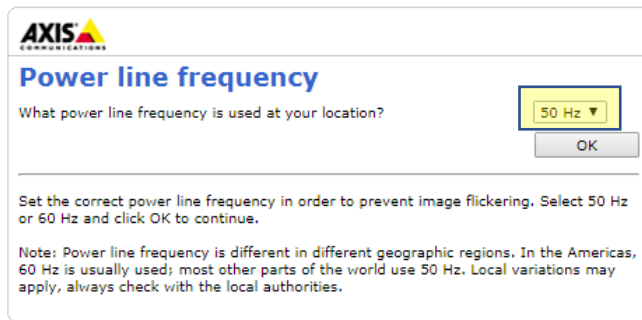 AXIS
COMMUNICATIONS
Power line frequency
What power line frequency is used at your location?
50 Hz ▼
OK
Set the correct power line frequency in order to prevent image flickering. Select 50 Hz
or 60 Hz and click OK to continue.
Note: Power line frequency is different in different geographic regions. In the Americas,
60 Hz is usually used; most other parts of the world use 50 Hz. Local variations may
apply, always check with the local authorities.